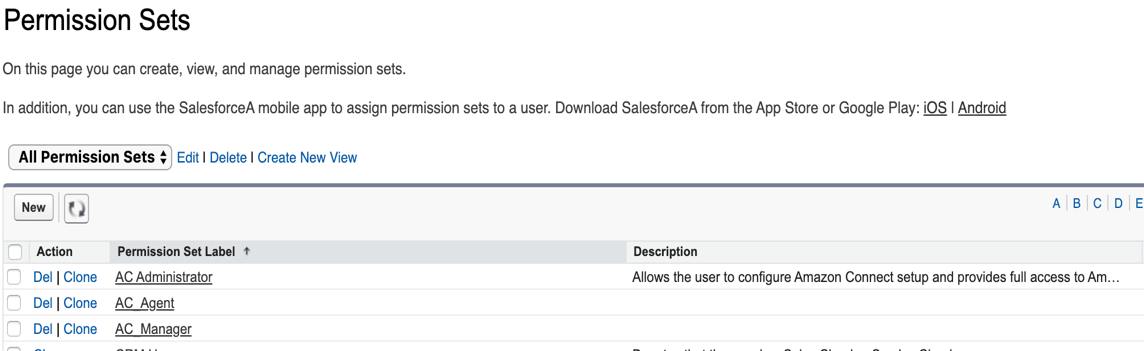 Permission Sets
On this page you can create, view, and manage permission sets.
In addition, you can use the SalesforceA mobile app to assign permission sets to a user. Download SalesforceA from the App Store or Google Play: iOS | Android
All Permission Sets Edit | Delete | Create New View
New A | B | C | D | E
Action Permission Set Label ↑ Description
Del | Clone AC Administrator Allows the user to configure Amazon Connect setup and provides full access to Am…
Del | Clone AC_Agent
Del | Clone AC_Manager